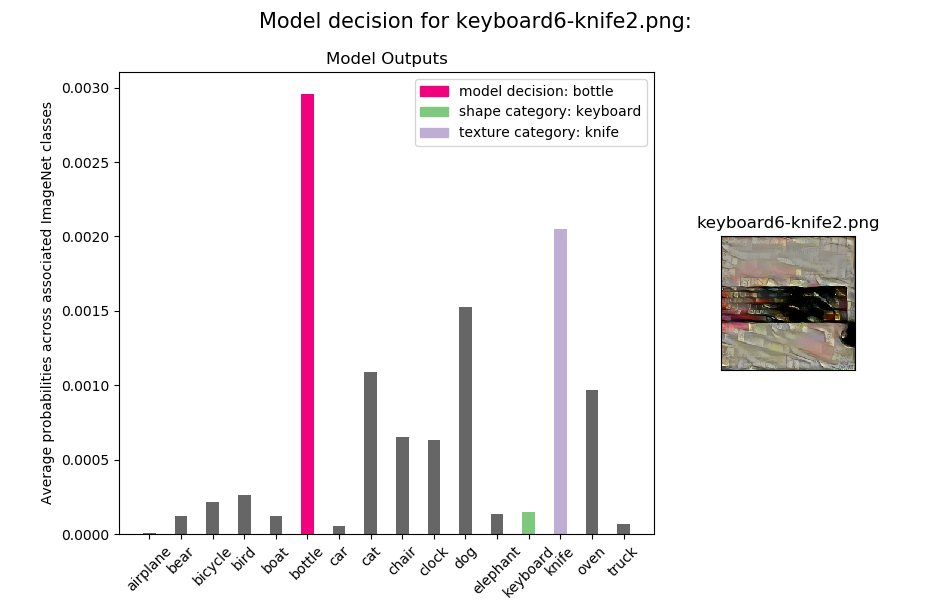 Model decision for keyboard6-knife2.png:
Model Outputs
Average probabilities across associated ImageNet classes
0.0030
0.0025
0.0020
0.0015
0.0010
0.0005
0.0000
model decision: bottle
shape category: keyboard
texture category: knife
airplane
bear
bicycle
bird
boat
bottle
car
cat
chair
clock
dog
elephant
keyboard
knife
oven
truck
keyboard6-knife2.png